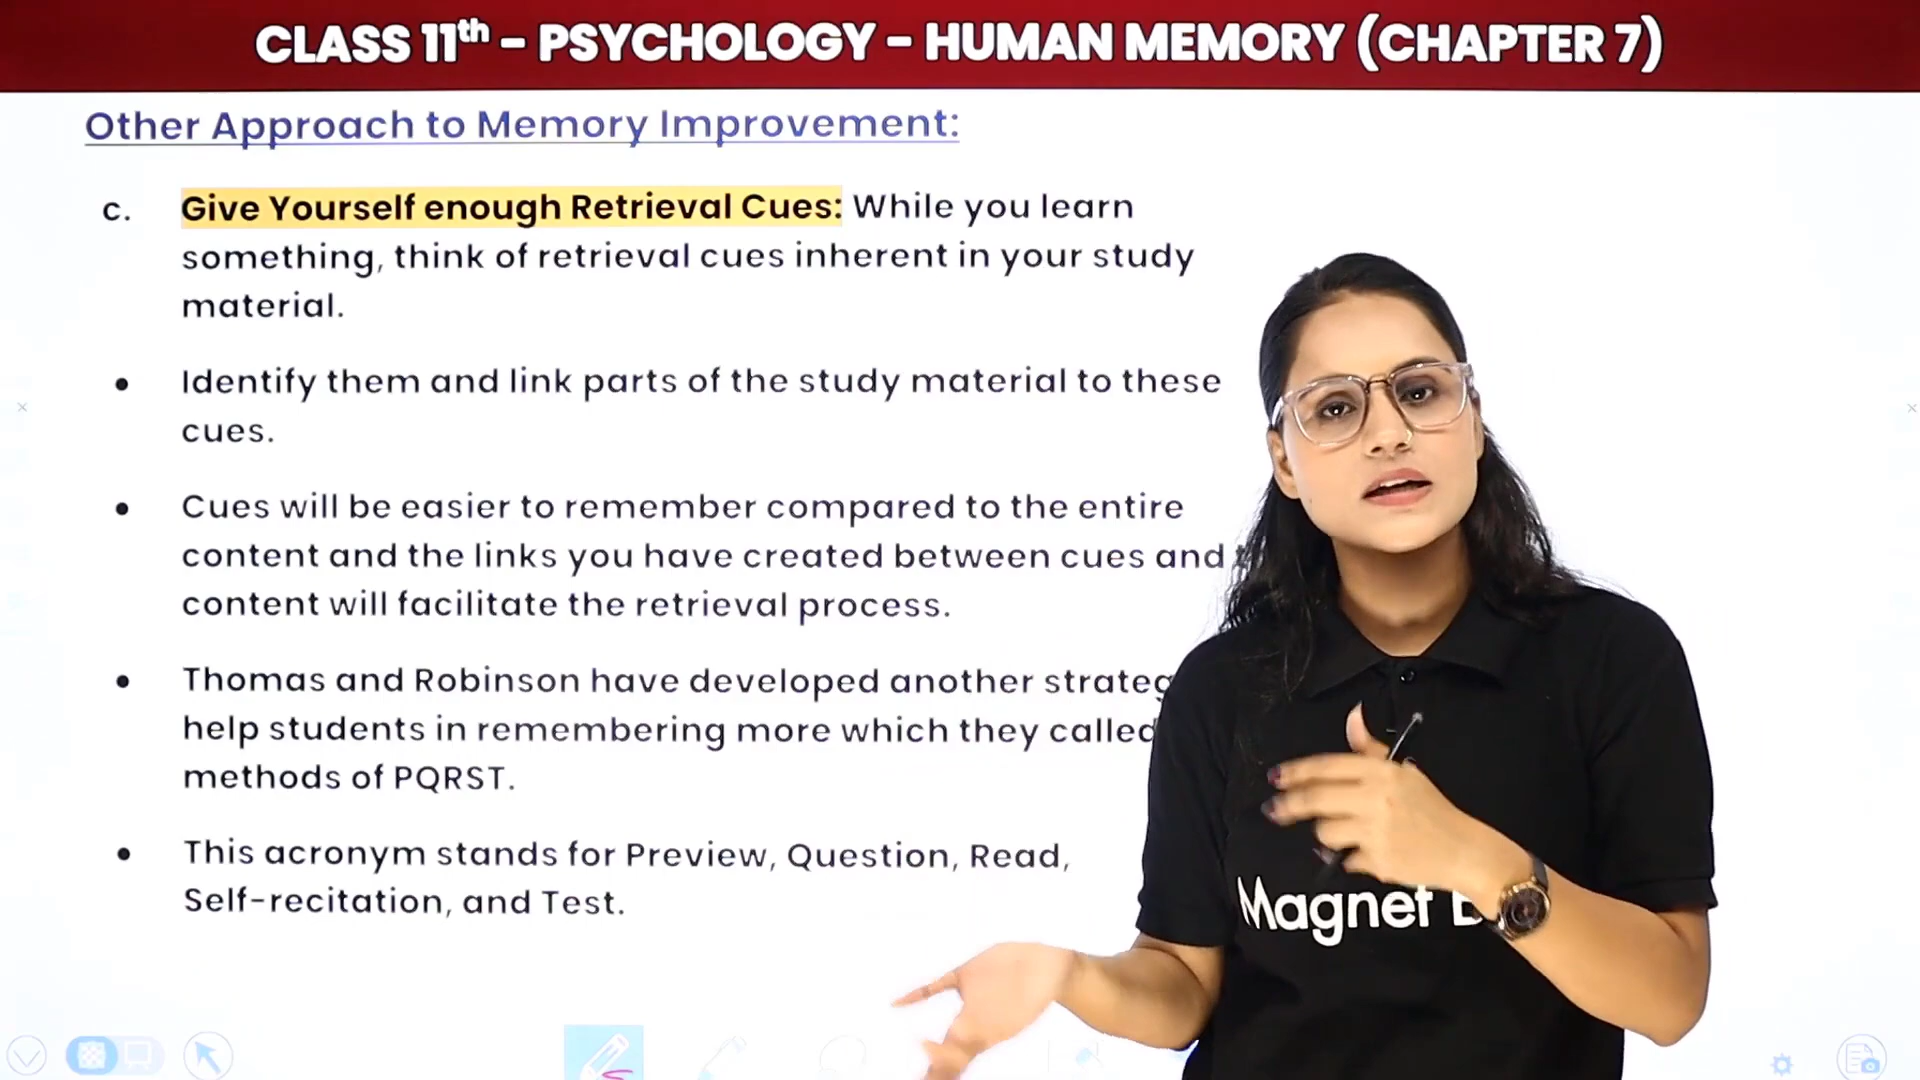 CLASS 11th - PSYCHOLOGY - HUMAN MEMORY (CHAPTER 7)
Other Approach to Memory Improvement:
c. Give Yourself enough Retrieval Cues: While you learn
something, think of retrieval cues inherent in your study
material.
• Identify them and link parts of the study material to these
cues.
• Cues will be easier to remember compared to the entire
content and the links you have created between cues and
content will facilitate the retrieval process.
• Thomas and Robinson have developed another
help students in remembering more which they called
methods of PQRST.
• This acronym stands for Preview, Question, Read,
Self-recitation, and Test.
Magnet